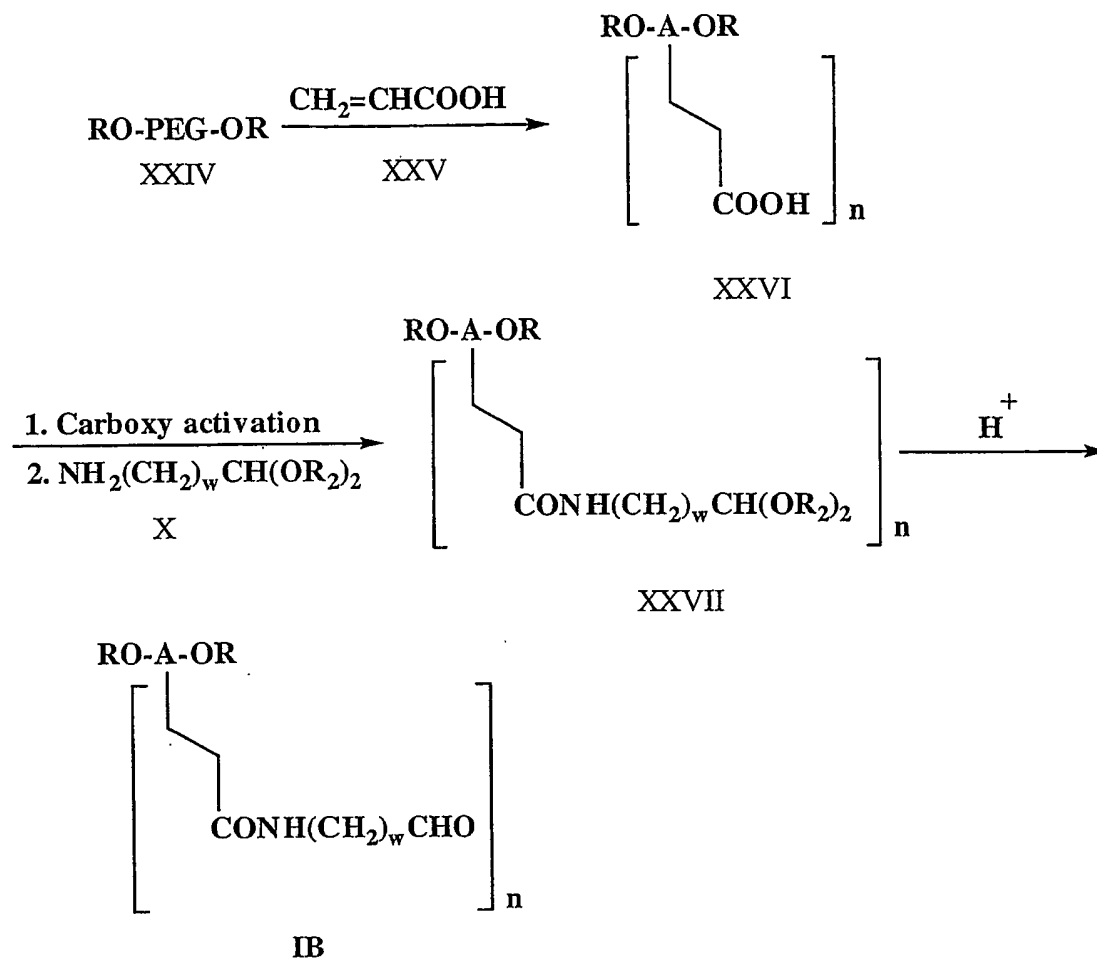 RO-A-OR
CH₂=CHCOOH
RO-PEG-OR
XXIV
XXV
COOH
n
XXVI
RO-A-OR
1. Carboxy activation
2. NH₂(CH₂)wCH(OR₂)₂
X
H⁺
CONH(CH₂)wCH(OR₂)₂
n
XXVII
RO-A-OR
CONH(CH₂)wCHO
n
IB